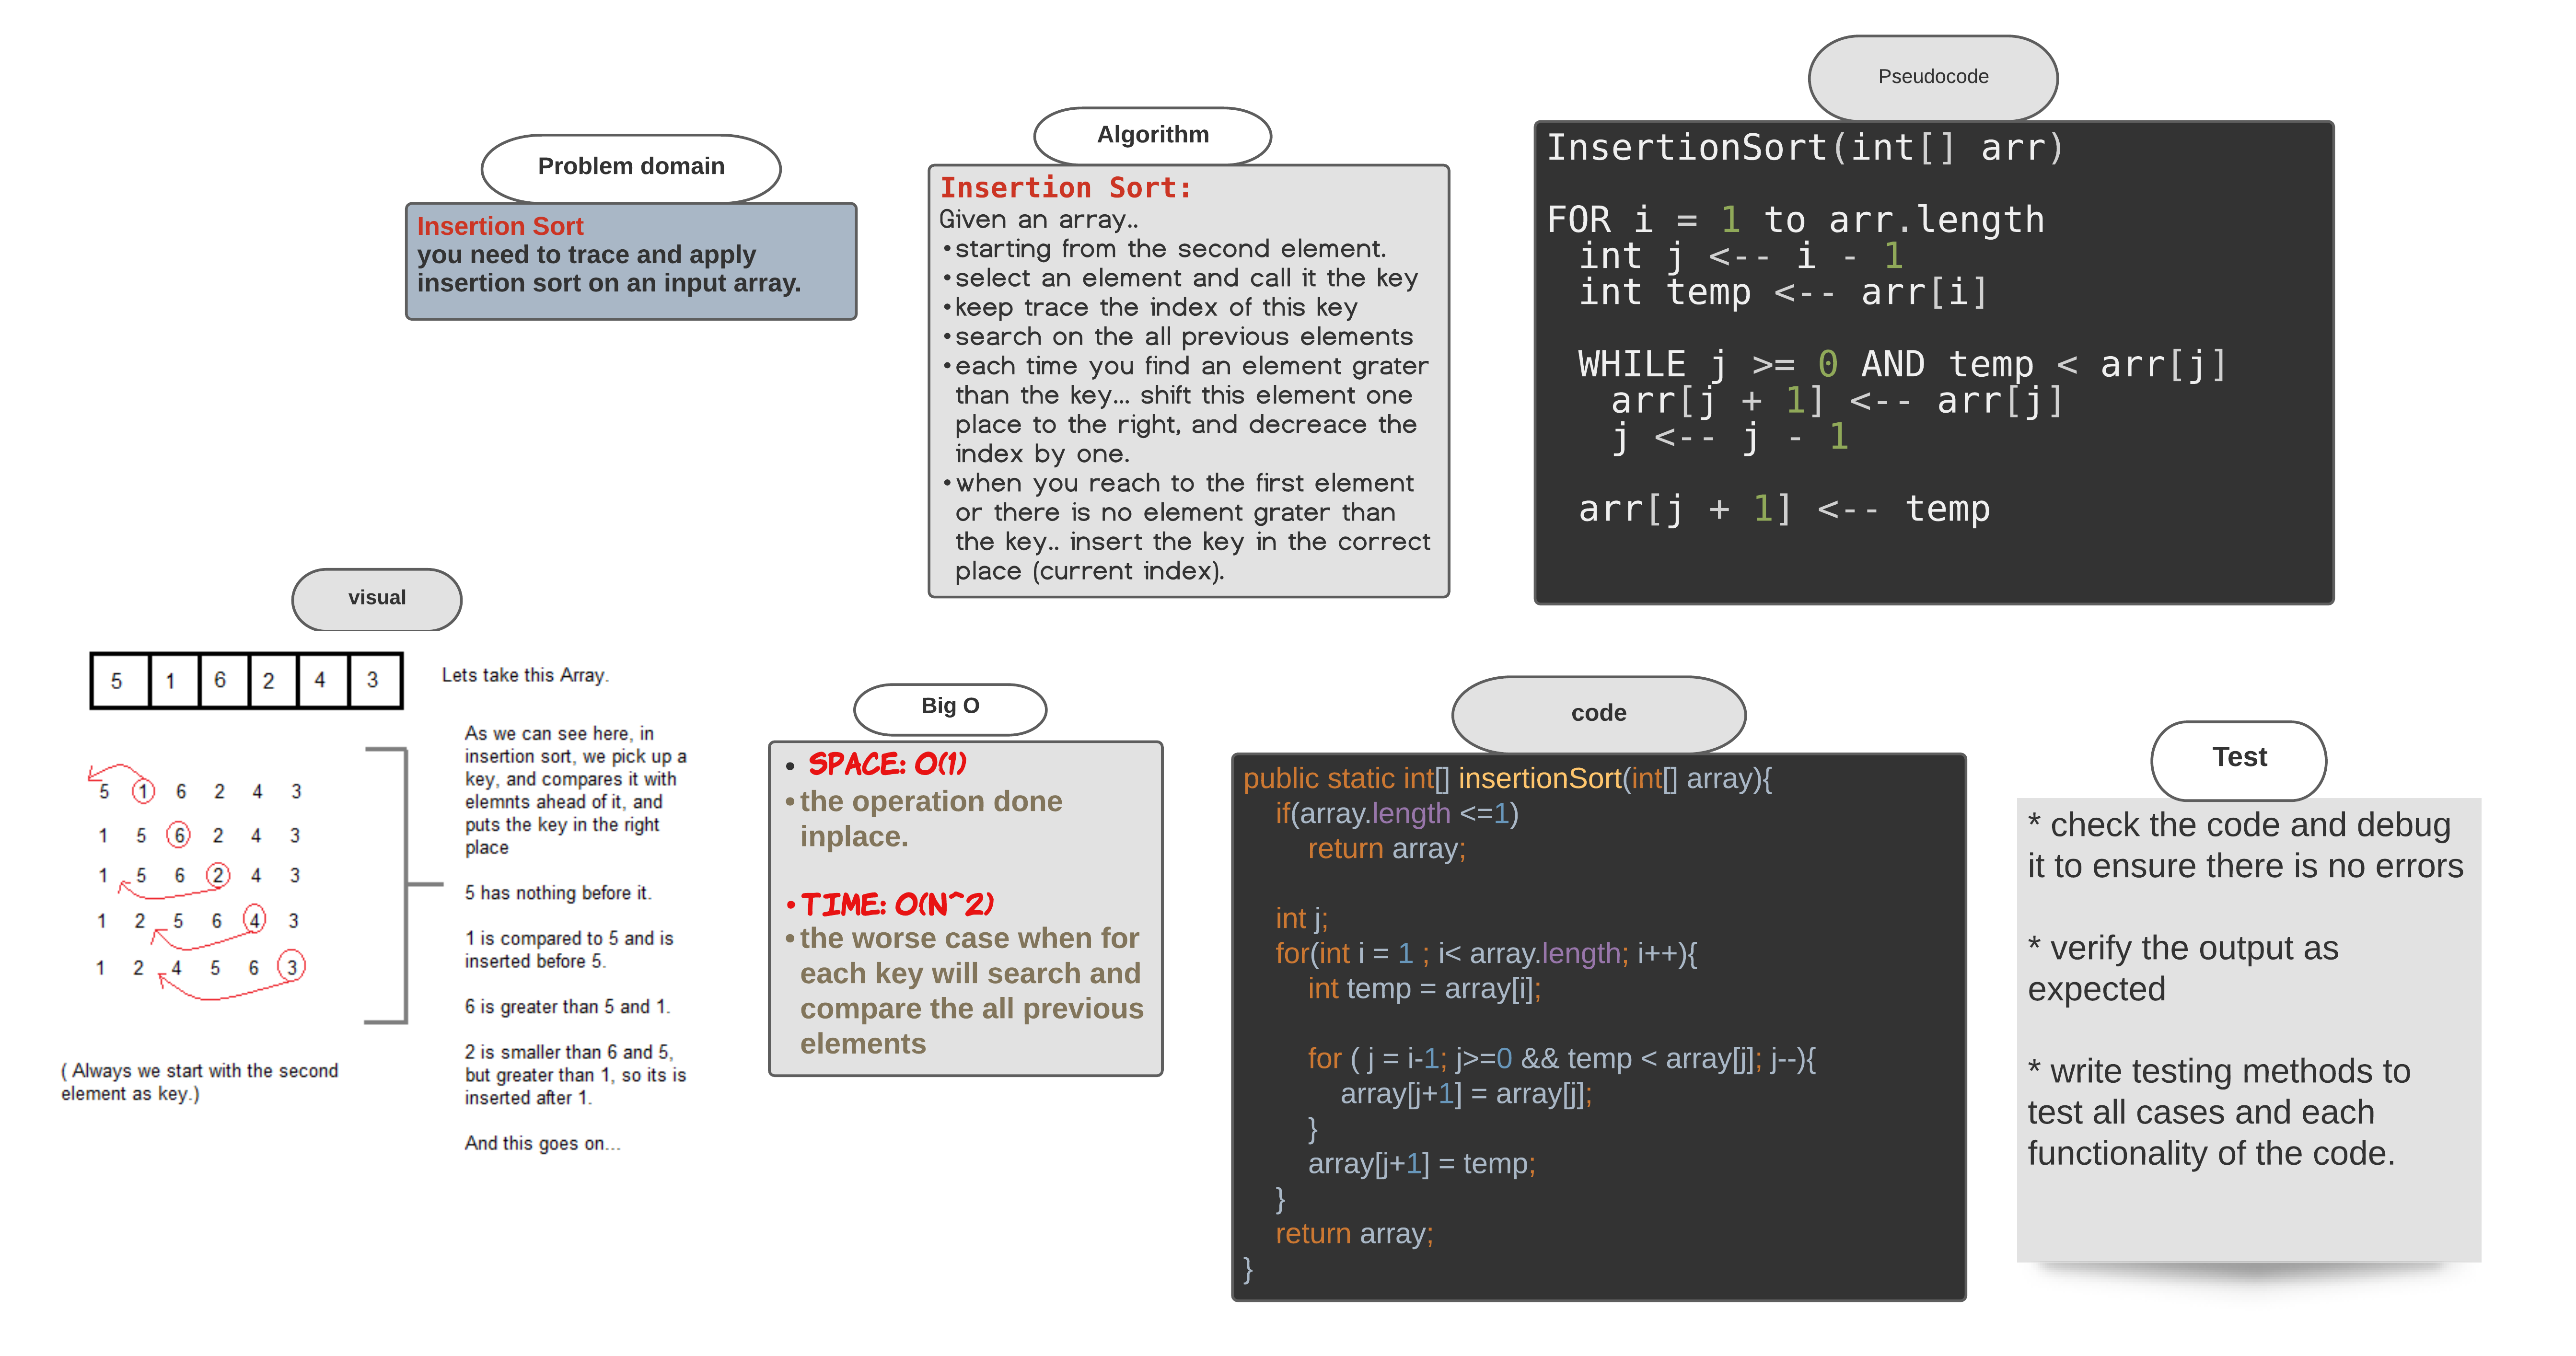 Problem domain
Insertion Sort
you need to trace and apply
insertion sort on an input array.
Algorithm
Insertion Sort:
Given an array..
•starting from the second element.
•select an element and call it the key
•keep trace the index of this key
•search on the all previous elements
•each time you find an element grater
than the key... shift this element one
place to the right, and decreace the
index by one.
•when you reach to the first element
or there is no element grater than
the key.. insert the key in the correct
place (current index).
Pseudocode
InsertionSort(int[] arr)
FOR i = 1 to arr.length
int j <-- i - 1
int temp <-- arr[i]
WHILE j >= 0 AND temp < arr[j]
arr[j + 1] <-- arr[j]
j <-- j - 1
arr[j + 1] <-- temp
visual
5 1 6 2 4 3
Lets take this Array.
5 1 6 2 4 3
1 5 6 2 4 3
1 5 6 2 4 3
1 2 5 6 4 3
1 2 4 5 6 3
( Always we start with the second
element as key.)
As we can see here, in
insertion sort, we pick up a
key, and compares it with
elemnts ahead of it, and
puts the key in the right
place
5 has nothing before it.
1 is compared to 5 and is
inserted before 5.
6 is greater than 5 and 1.
2 is smaller than 6 and 5,
but greater than 1, so its is
inserted after 1.
And this goes on...
Big O
• SPACE: O(1)
• the operation done
inplace.
• TIME: O(N^2)
• the worse case when for
each key will search and
compare the all previous
elements
code
public static int[] insertionSort(int[] array){
if(array.length <=1)
return array;
int j;
for(int i = 1 ; i< array.length; i++){
int temp = array[i];
for ( j = i-1; j>=0 && temp < array[j]; j--){
array[j+1] = array[j];
}
array[j+1] = temp;
}
return array;
}
Test
* check the code and debug
it to ensure there is no errors
* verify the output as
expected
* write testing methods to
test all cases and each
functionality of the code.